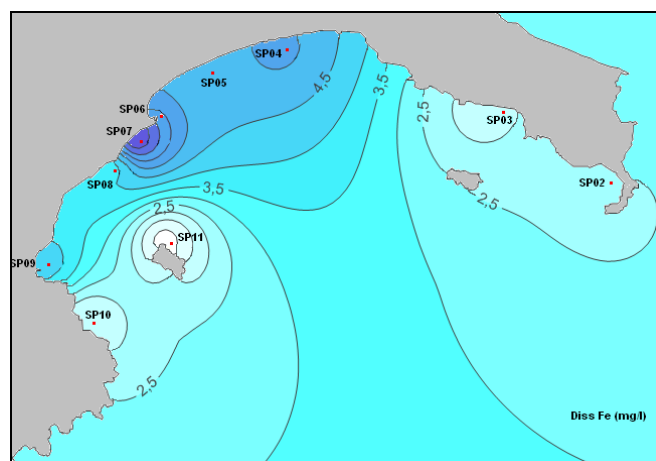 SP04
SP05
4,5
3,5
SP06
2,5
SP07
SP03
SP08
SP02
3,5
2,5
2,5
SP11
SP09
SP10
2,5
Diss Fe (mg/l)